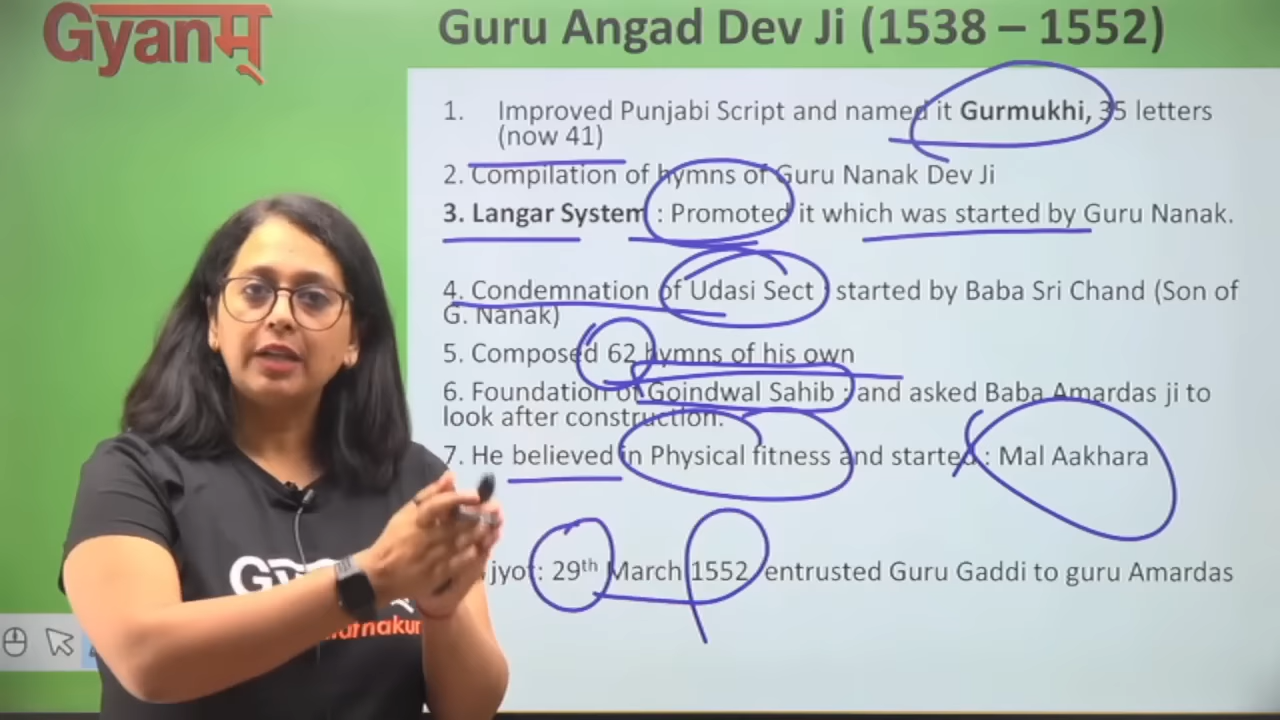 Gyanम्
Guru Angad Dev Ji (1538 – 1552)
1. Improved Punjabi Script and named it Gurmukhi, 35 letters
(now 41)
2. Compilation of hymns of Guru Nanak Dev Ji
3. Langar System : Promoted it which was started by Guru Nanak.
4. Condemnation of Udasi Sect : started by Baba Sri Chand (Son of
G. Nanak)
5. Composed 62 hymns of his own
6. Foundation of Goindwal Sahib : and asked Baba Amardas ji to
look after construction.
7. He believed in Physical fitness and started : Mal Aakhara
jyot: 29th March 1552 entrusted Guru Gaddi to guru Amardas